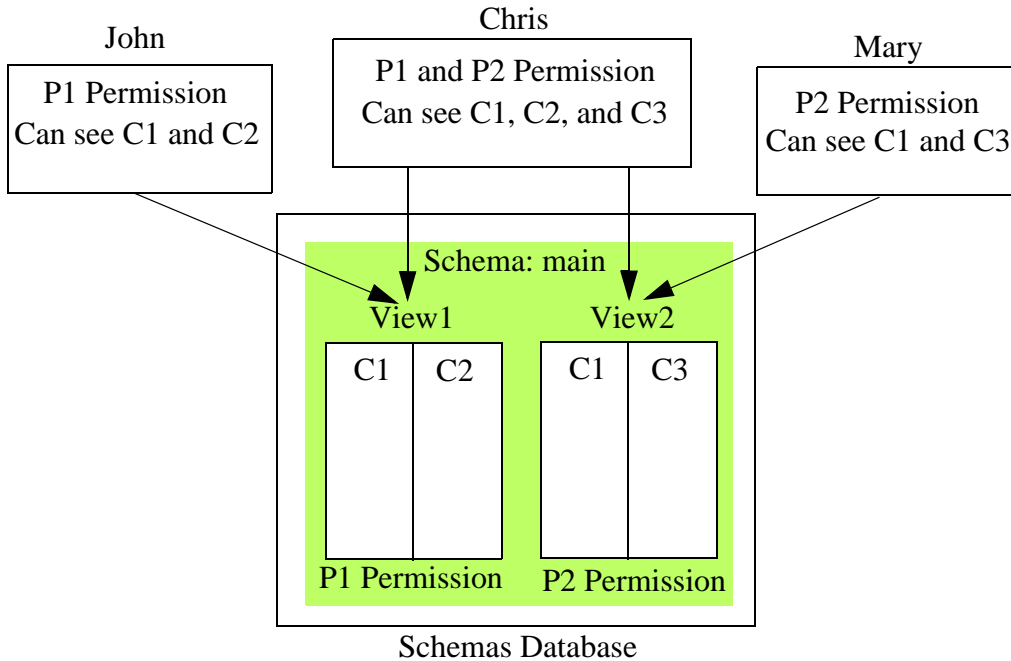 John
P1 Permission
Can see C1 and C2
Chris
P1 and P2 Permission
Can see C1, C2, and C3
Mary
P2 Permission
Can see C1 and C3
Schema: main
View1
View2
C1
C2
C1
C3
P1 Permission
P2 Permission
Schemas Database